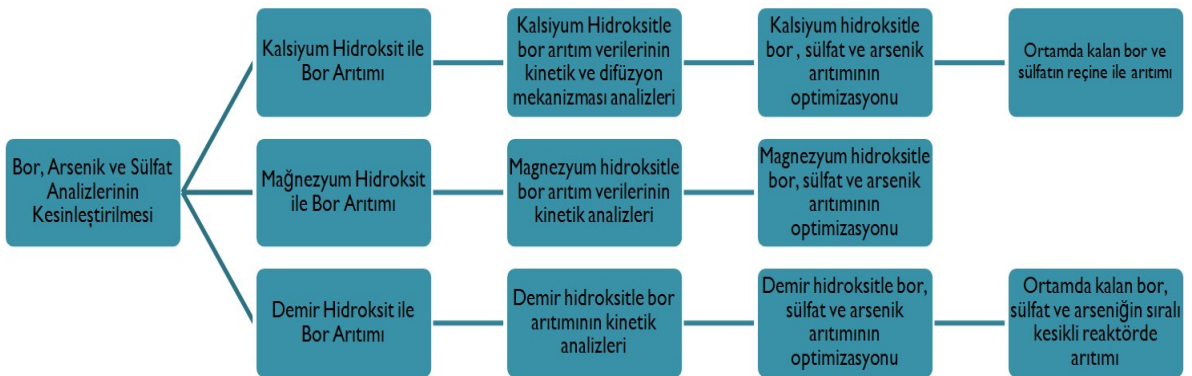 Bor, Arsenik ve Sülfat
Analizlerinin
Kesinleştirilmesi
Kalsiyum Hidroksit ile
Bor Arıtımı
Kalsiyum Hidroksitle
bor arıtım verilerinin
kinetik ve difüzyon
mekanizması analizleri
Kalsiyum hidroksitle
bor , sülfat ve arsenik
arıtımının
optimizasyonu
Ortamda kalan bor ve
sülfatın reçine ile arıtımı
Mağnezyum Hidroksit
ile Bor Arıtımı
Magnezyum hidroksitle
bor arıtım verilerinin
kinetik analizleri
Magnezyum hidroksitle
bor, sülfat ve arsenik
arıtımının
optimizasyonu
Demir Hidroksit ile
Bor Arıtımı
Demir hidroksitle bor
arıtımının kinetik
analizleri
Demir hidroksitle bor,
sülfat ve arsenik
arıtımının
optimizasyonu
Ortamda kalan bor,
sülfat ve arseniğin sıralı
kesikli reaktörde
arıtımı